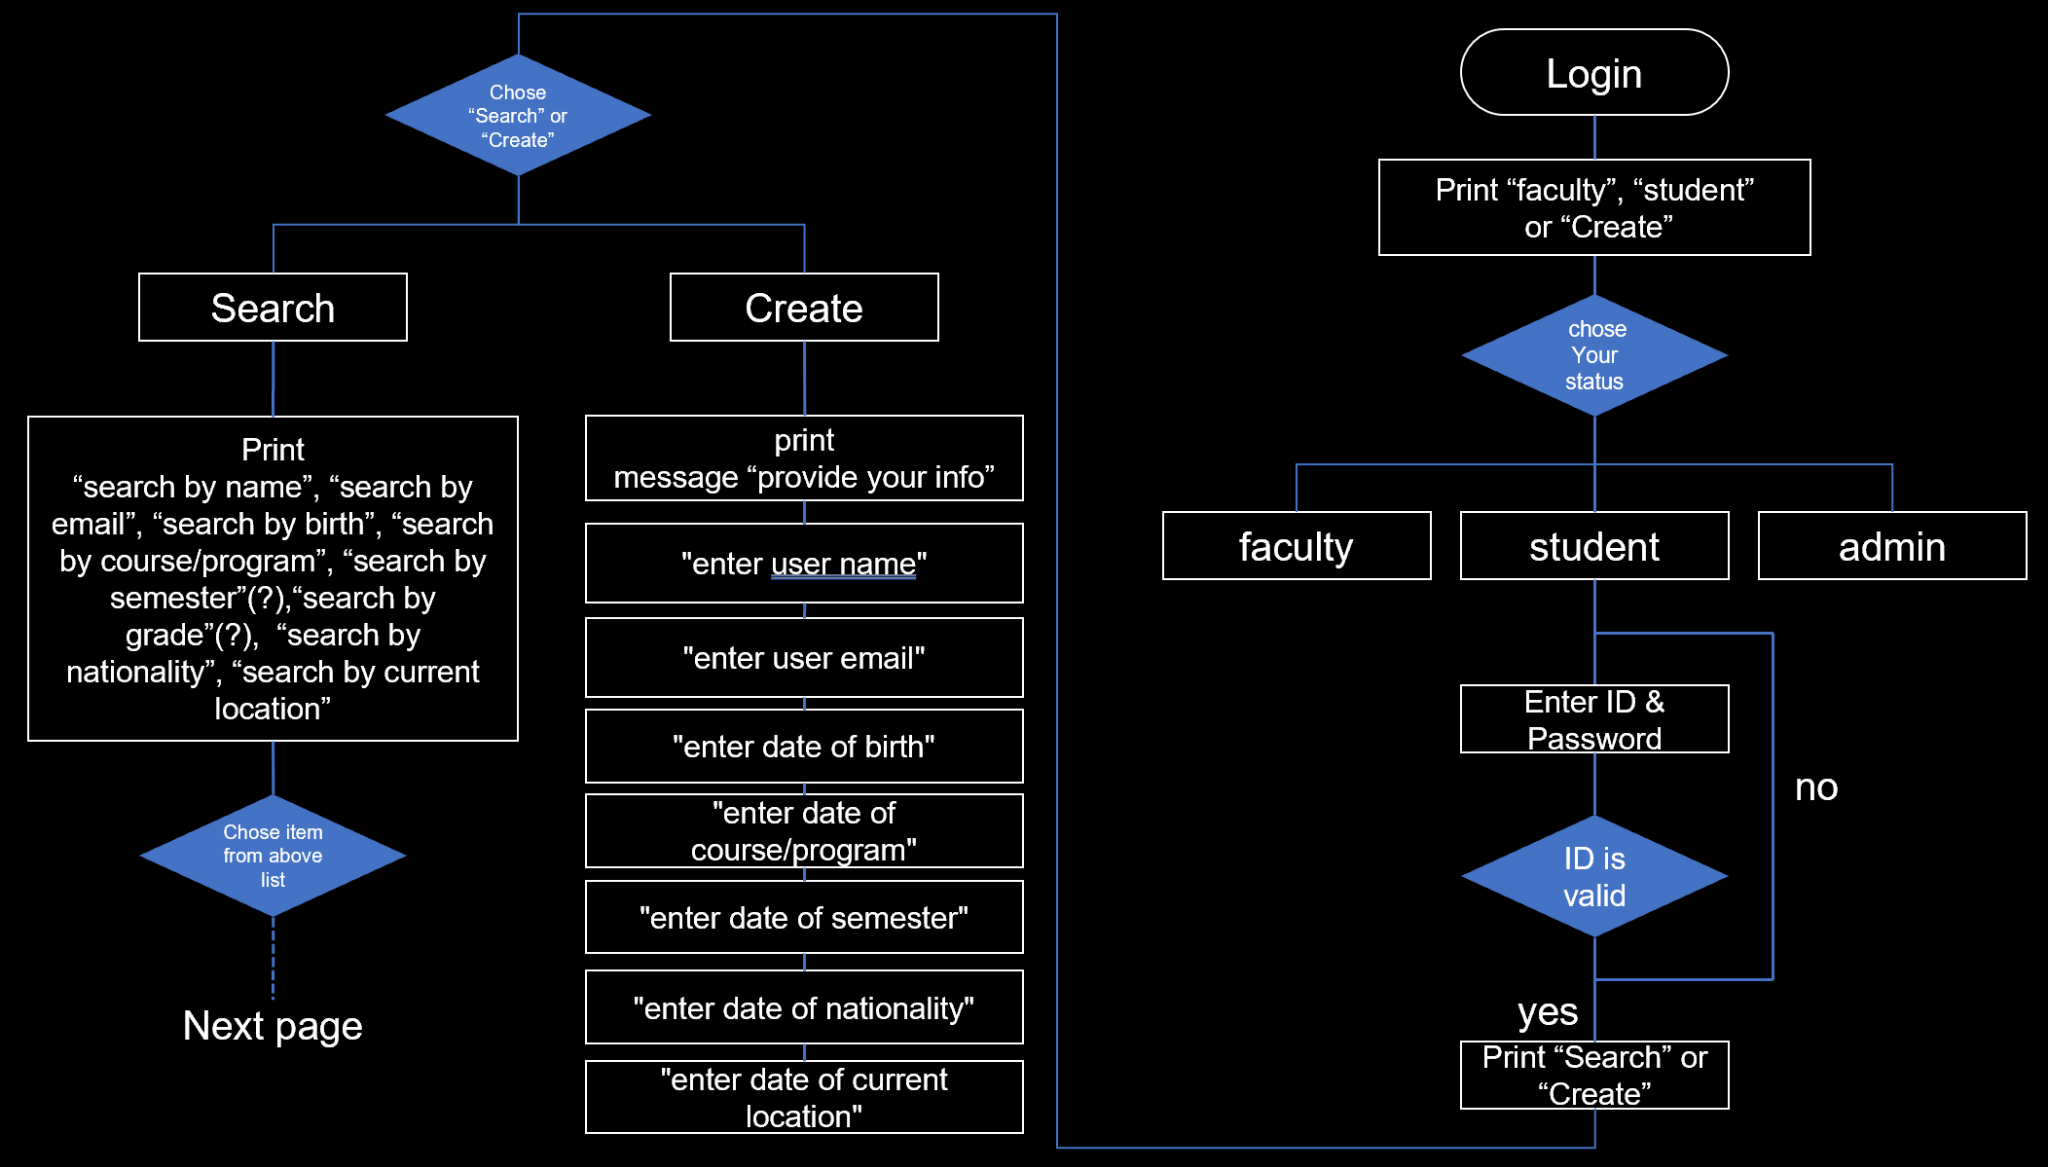 Chose
“Search” or
“Create”
Search
Create
Print
“search by name”, “search by
email”, “search by birth”, “search
by course/program”, “search by
semester”(?),“search by
grade”(?),  “search by
nationality”, “search by current
location”
Chose item
from above
list
Next page
print
message “provide your info”
"enter user name"
"enter user email"
"enter date of birth"
"enter date of
course/program"
"enter date of semester"
"enter date of nationality"
"enter date of current
location"
Login
Print “faculty”, “student”
or “Create”
chose
Your
status
faculty
student
admin
Enter ID &
Password
no
ID is
valid
yes
Print “Search” or
“Create”